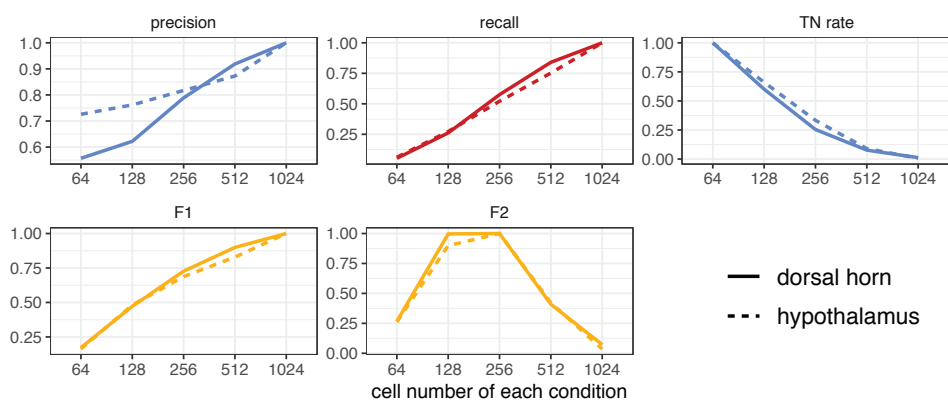 precision
1.0
0.9
0.8
0.7
0.6
64 128 256 512 1024
recall
1.00
0.75
0.50
0.25
64 128 256 512 1024
TN rate
1.00
0.75
0.50
0.25
0.00
64 128 256 512 1024
F1
1.00
0.75
0.50
0.25
64 128 256 512 1024
F2
1.00
0.75
0.50
0.25
0.00
64 128 256 512 1024
cell number of each condition
dorsal horn
hypothalamus